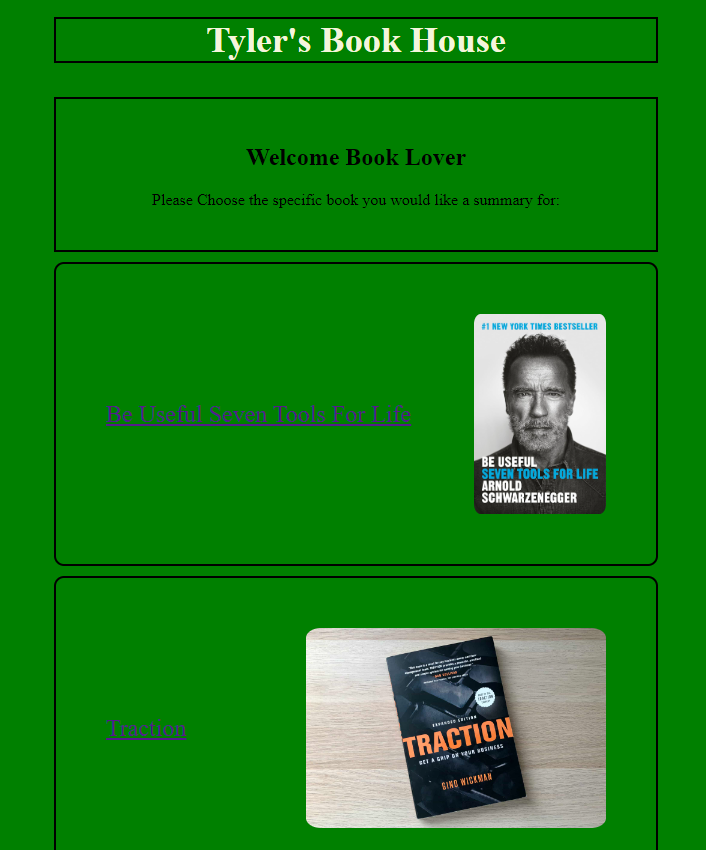 Tyler's Book House
Welcome Book Lover
Please Choose the specific book you would like a summary for:
Be Useful Seven Tools For Life
#1 NEW YORK TIMES BESTSELLER
BE USEFUL
SEVEN TOOLS FOR LIFE
ARNOLD
SCHWARZENEGGER
Traction
EXPANDED EDITION
TRACTION
GET A GRIP ON YOUR BUSINESS
GINO WICKMAN